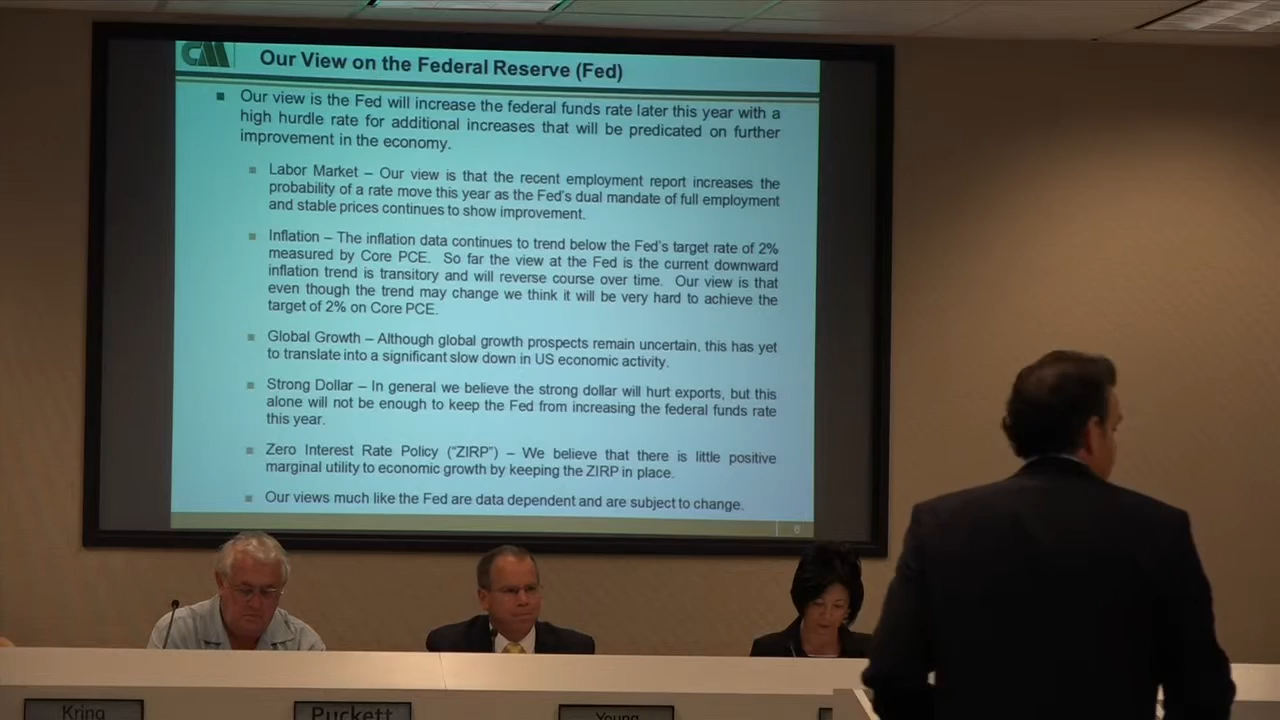 CM
Our View on the Federal Reserve (Fed)
Our view is the Fed will increase the federal funds rate later this year with a
high hurdle rate for additional increases that will be predicated on further
improvement in the economy.
Labor Market – Our view is that the recent employment report increases the
probability of a rate move this year as the Fed's dual mandate of full employment
and stable prices continues to show improvement.
Inflation – The inflation data continues to trend below the Fed's target rate of 2%
measured by Core PCE. So far the view at the Fed is the current downward
inflation trend is transitory and will reverse course over time. Our view is that
even though the trend may change we think it will be very hard to achieve the
target of 2% on Core PCE.
Global Growth – Although global growth prospects remain uncertain, this has yet
to translate into a significant slow down in US economic activity.
Strong Dollar – In general we believe the strong dollar will hurt exports, but this
alone will not be enough to keep the Fed from increasing the federal funds rate
this year.
Zero Interest Rate Policy ("ZIRP") – We believe that there is little positive
marginal utility to economic growth by keeping the ZIRP in place.
Our views much like the Fed are data dependent and are subject to change.
Kring
Puckett
Young